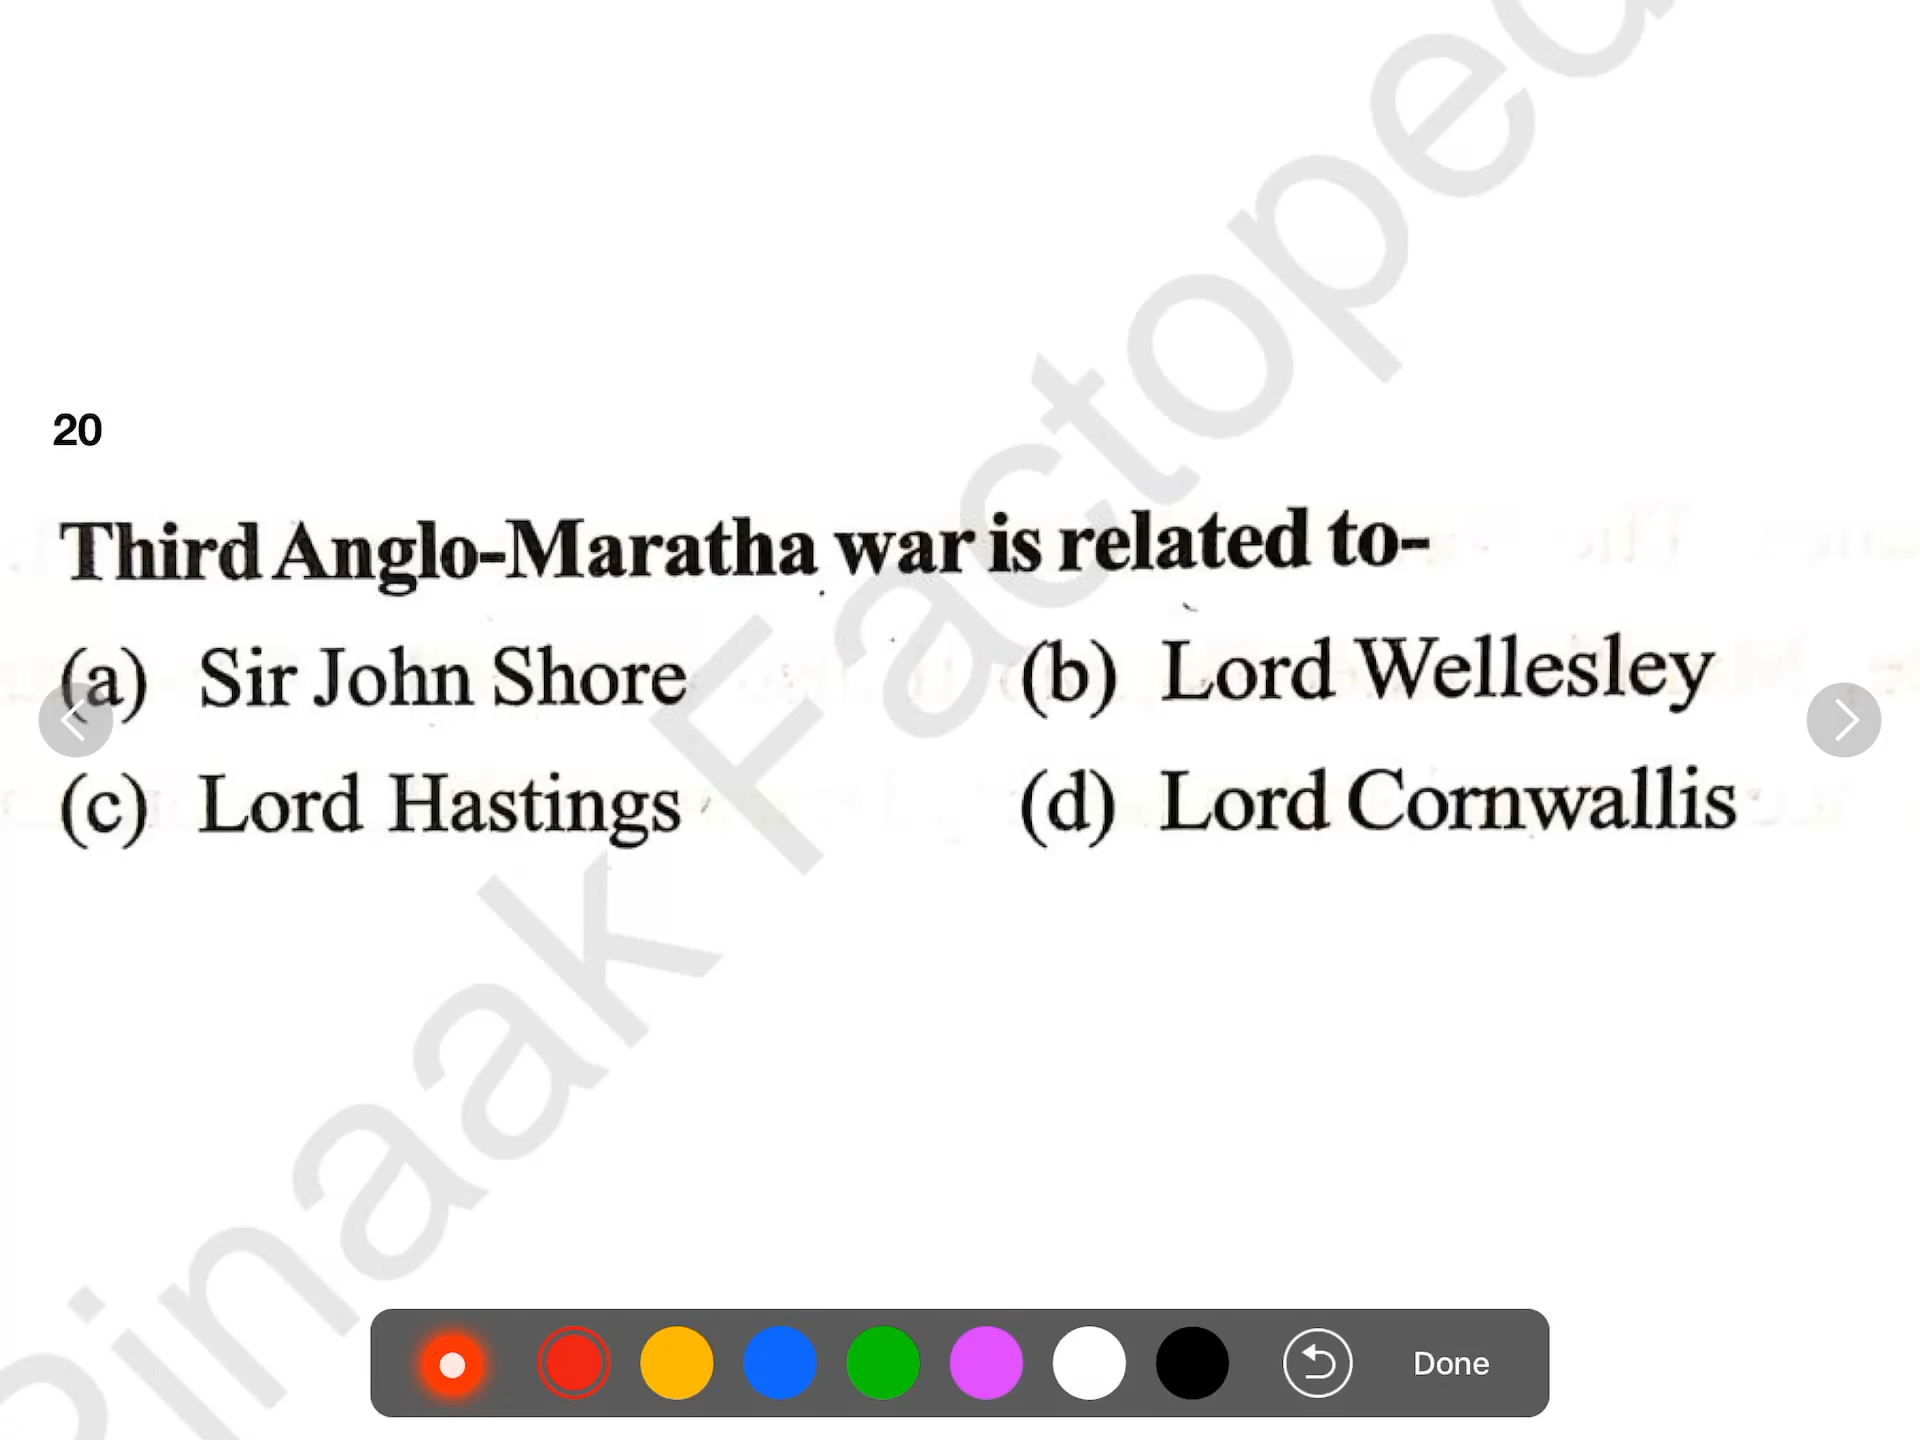 20
Third Anglo-Maratha war is related to-
(a) Sir John Shore (b) Lord Wellesley
(c) Lord Hastings (d) Lord Cornwallis
Pinaak Factoped
Done